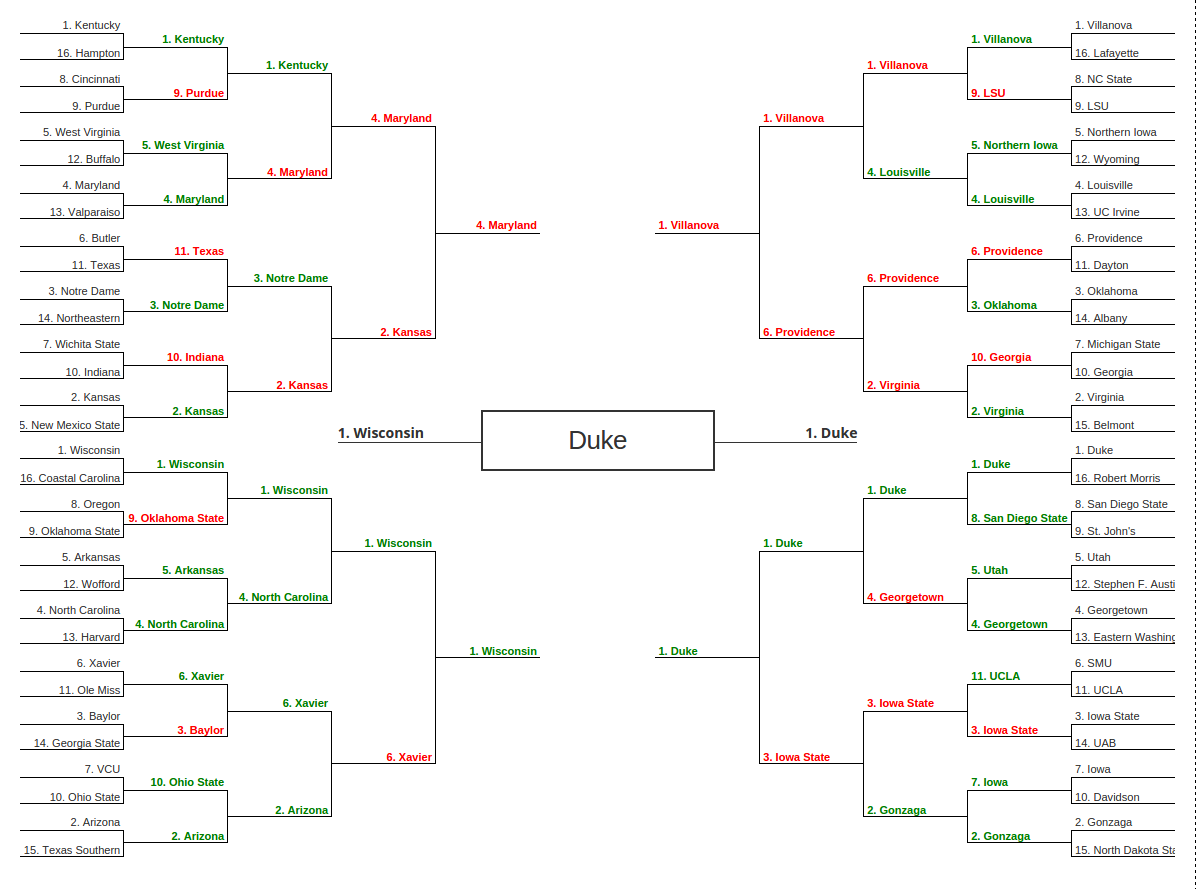 1. Kentucky
16. Hampton
8. Cincinnati
9. Purdue
5. West Virginia
12. Buffalo
4. Maryland
13. Valparaiso
6. Butler
11. Texas
3. Notre Dame
14. Northeastern
7. Wichita State
10. Indiana
2. Kansas
5. New Mexico State
1. Wisconsin
16. Coastal Carolina
8. Oregon
9. Oklahoma State
5. Arkansas
12. Wofford
4. North Carolina
13. Harvard
6. Xavier
11. Ole Miss
3. Baylor
14. Georgia State
7. VCU
10. Ohio State
2. Arizona
15. Texas Southern
1. Kentucky
9. Purdue
5. West Virginia
4. Maryland
11. Texas
3. Notre Dame
10. Indiana
2. Kansas
1. Wisconsin
9. Oklahoma State
5. Arkansas
4. North Carolina
6. Xavier
3. Baylor
10. Ohio State
2. Arizona
1. Kentucky
4. Maryland
3. Notre Dame
2. Kansas
1. Wisconsin
4. North Carolina
6. Xavier
2. Arizona
4. Maryland
2. Kansas
1. Wisconsin
6. Xavier
4. Maryland
1. Wisconsin
1. Wisconsin
Duke
1. Duke
1. Villanova
1. Duke
1. Villanova
6. Providence
1. Duke
3. Iowa State
1. Villanova
4. Louisville
6. Providence
2. Virginia
1. Duke
4. Georgetown
3. Iowa State
2. Gonzaga
1. Villanova
9. LSU
5. Northern Iowa
4. Louisville
6. Providence
3. Oklahoma
10. Georgia
2. Virginia
1. Duke
8. San Diego State
5. Utah
4. Georgetown
11. UCLA
3. Iowa State
7. Iowa
2. Gonzaga
1. Villanova
16. Lafayette
8. NC State
9. LSU
5. Northern Iowa
12. Wyoming
4. Louisville
13. UC Irvine
6. Providence
11. Dayton
3. Oklahoma
14. Albany
7. Michigan State
10. Georgia
2. Virginia
15. Belmont
1. Duke
16. Robert Morris
8. San Diego State
9. St. John's
5. Utah
12. Stephen F. Austi
4. Georgetown
13. Eastern Washing
6. SMU
11. UCLA
3. Iowa State
14. UAB
7. Iowa
10. Davidson
2. Gonzaga
15. North Dakota Sta